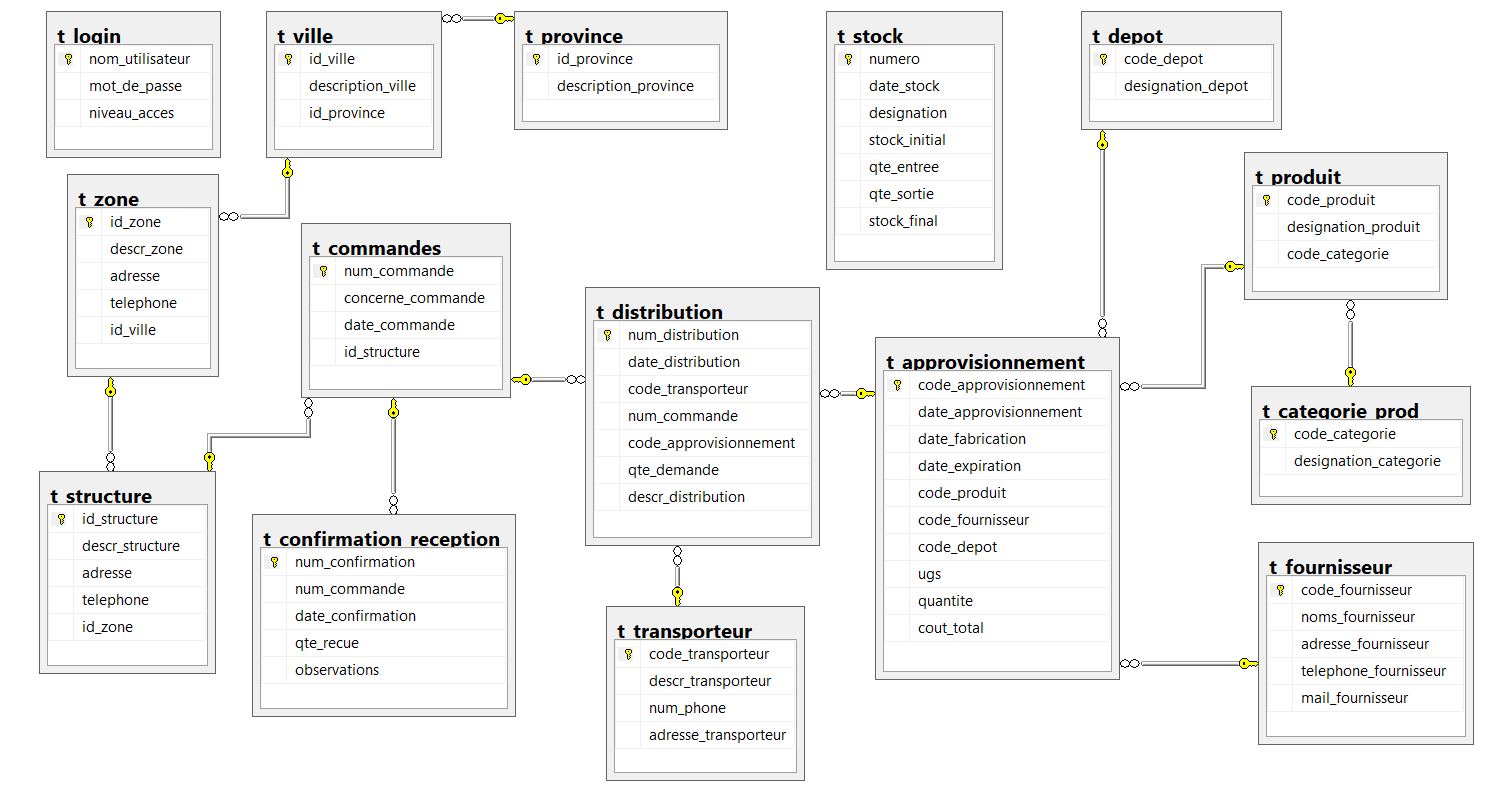 t_login
nom_utilisateur
mot_de_passe
niveau_acces
t_ville
id_ville
description_ville
id_province
t_province
id_province
description_province
t_stock
numero
date_stock
designation
stock_initial
qte_entree
qte_sortie
stock_final
t_depot
code_depot
designation_depot
t_produit
code_produit
designation_produit
code_categorie
t_zone
id_zone
descr_zone
adresse
telephone
id_ville
t_commandes
num_commande
concerne_commande
date_commande
id_structure
t_distribution
num_distribution
date_distribution
code_transporteur
num_commande
code_approvisionnement
qte_demande
descr_distribution
t_approvisionnement
code_approvisionnement
date_approvisionnement
date_fabrication
date_expiration
code_produit
code_fournisseur
code_depot
ugs
quantite
cout_total
t_categorie_prod
code_categorie
designation_categorie
t_structure
id_structure
descr_structure
adresse
telephone
id_zone
t_confirmation_reception
num_confirmation
num_commande
date_confirmation
qte_recue
observations
t_transporteur
code_transporteur
descr_transporteur
num_phone
adresse_transporteur
t_fournisseur
code_fournisseur
noms_fournisseur
adresse_fournisseur
telephone_fournisseur
mail_fournisseur